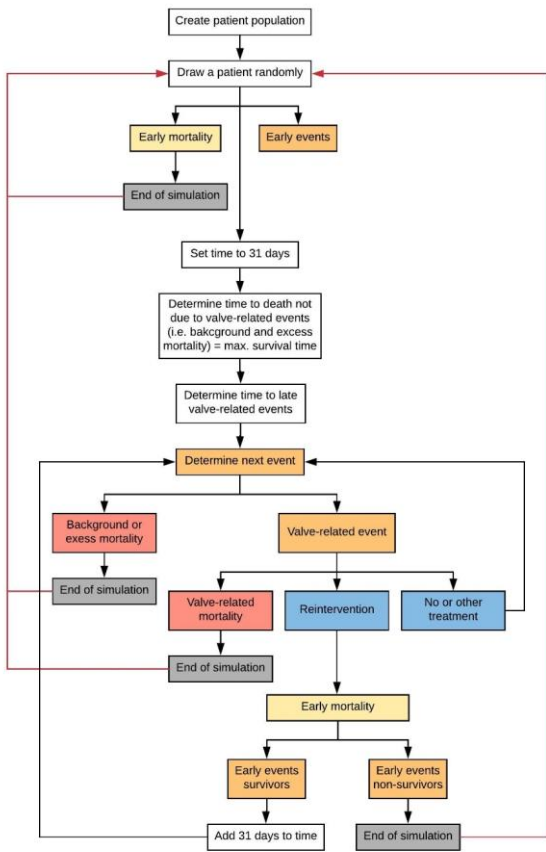 Create patient population
Draw a patient randomly
Early mortality
Early events
End of simulation
Set time to 31 days
Determine time to death not
due to valve-related events
(i.e. bakcground and excess
mortality) = max. survival time
Determine time to late
valve-related events
Determine next event
Background or
exess mortality
Valve-related event
End of simulation
Valve-related
mortality
Reintervention
No or other
treatment
End of simulation
Early mortality
Early events
survivors
Early events
non-survivors
Add 31 days to time
End of simulation